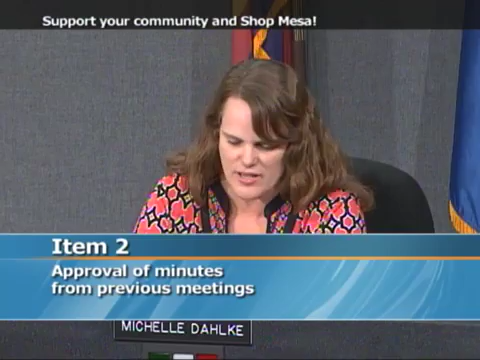 Support your community and Shop Mesa!
Item 2
Approval of minutes
from previous meetings
MICHELLE DAHLKE